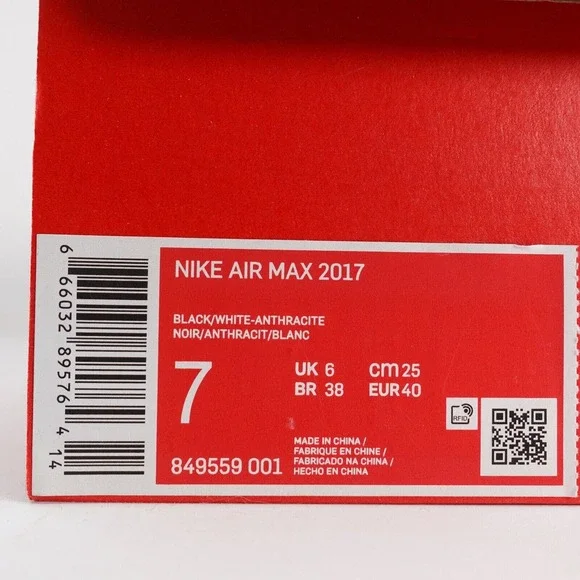 NIKE AIR MAX 2017
BLACK/WHITE-ANTHRACITE
NOIR/ANTHRACIT/BLANC
7
UK 6 CM 25
BR 38 EUR 40
849559 001
MADE IN CHINA /
FABRIQUE EN CHINE /
FABRICADO NA CHINA /
HECHO EN CHINA
RFID
6 66032 89576 4 14